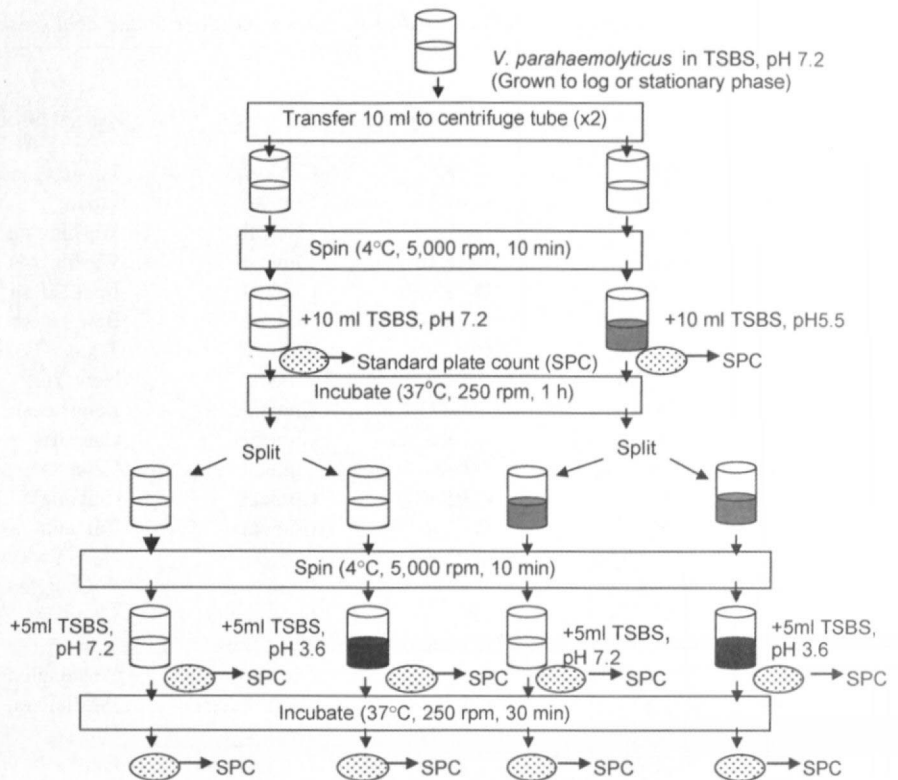 V. parahaemolyticus in TSBS, pH 7.2
(Grown to log or stationary phase)
Transfer 10 ml to centrifuge tube (x2)
Spin (4°C, 5,000 rpm, 10 min)
+10 ml TSBS, pH 7.2
+10 ml TSBS, pH5.5
Standard plate count (SPC)
SPC
Incubate (37°C, 250 rpm, 1 h)
Split
Split
Spin (4°C, 5,000 rpm, 10 min)
+5ml TSBS,
pH 7.2
+5ml TSBS,
pH 3.6
+5ml TSBS,
pH 7.2
+5ml TSBS,
pH 3.6
SPC
SPC
SPC
SPC
Incubate (37°C, 250 rpm, 30 min)
SPC
SPC
SPC
SPC